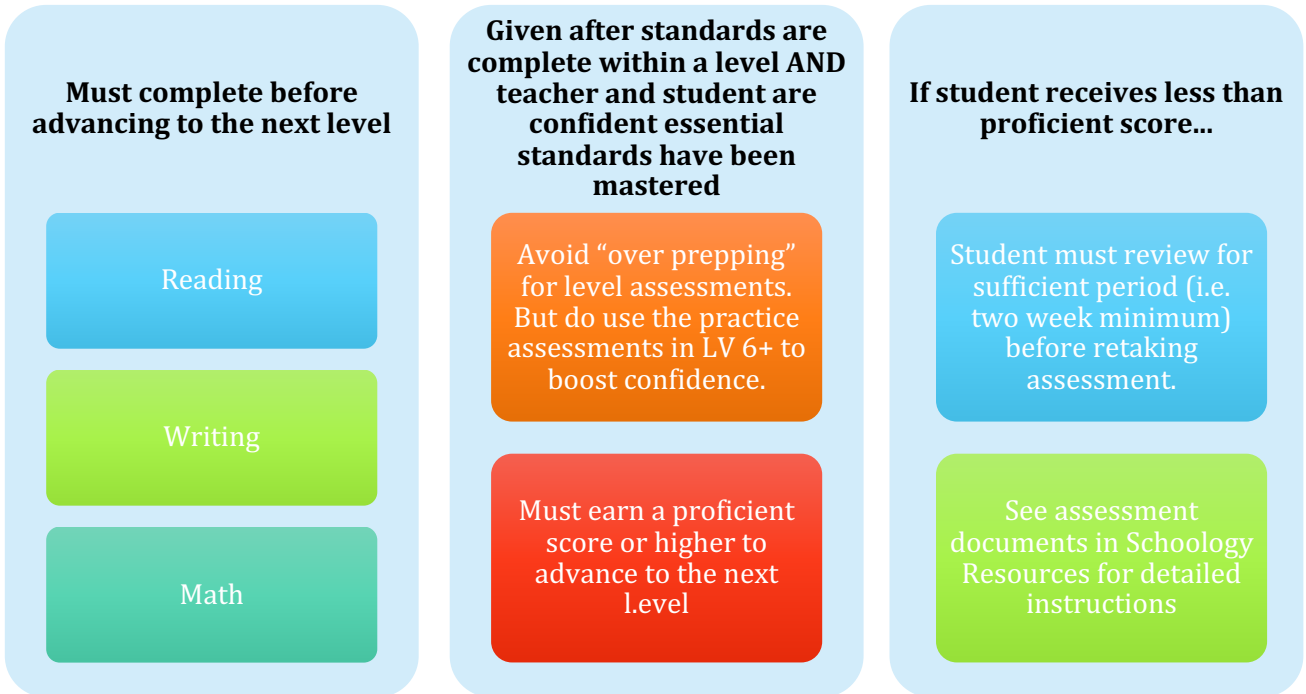 Must complete before
advancing to the next level
Reading
Writing
Math
Given after standards are
complete within a level AND
teacher and student are
confident essential
standards have been
mastered
Avoid “over prepping”
for level assessments.
But do use the practice
assessments in LV 6+ to
boost confidence.
Must earn a proficient
score or higher to
advance to the next
l.evel
If student receives less than
proficient score...
Student must review for
sufficient period (i.e.
two week minimum)
before retaking
assessment.
See assessment
documents in Schoology
Resources for detailed
instructions